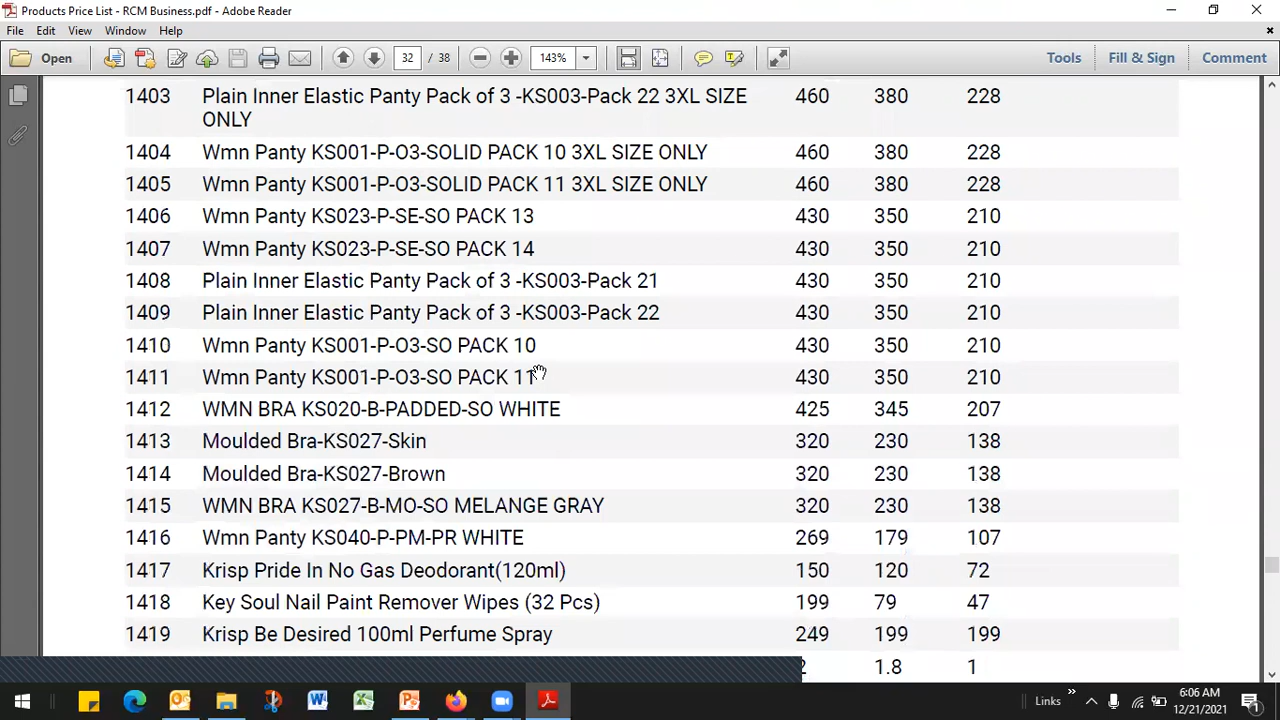 Products Price List - RCM Business.pdf - Adobe Reader
File Edit View Window Help
Open 32 / 38 143% Tools Fill & Sign Comment
1403 Plain Inner Elastic Panty Pack of 3 -KS003-Pack 22 3XL SIZE 460 380 228
ONLY
1404 Wmn Panty KS001-P-O3-SOLID PACK 10 3XL SIZE ONLY 460 380 228
1405 Wmn Panty KS001-P-O3-SOLID PACK 11 3XL SIZE ONLY 460 380 228
1406 Wmn Panty KS023-P-SE-SO PACK 13 430 350 210
1407 Wmn Panty KS023-P-SE-SO PACK 14 430 350 210
1408 Plain Inner Elastic Panty Pack of 3 -KS003-Pack 21 430 350 210
1409 Plain Inner Elastic Panty Pack of 3 -KS003-Pack 22 430 350 210
1410 Wmn Panty KS001-P-O3-SO PACK 10 430 350 210
1411 Wmn Panty KS001-P-O3-SO PACK 11 430 350 210
1412 WMN BRA KS020-B-PADDED-SO WHITE 425 345 207
1413 Moulded Bra-KS027-Skin 320 230 138
1414 Moulded Bra-KS027-Brown 320 230 138
1415 WMN BRA KS027-B-MO-SO MELANGE GRAY 320 230 138
1416 Wmn Panty KS040-P-PM-PR WHITE 269 179 107
1417 Krisp Pride In No Gas Deodorant(120ml) 150 120 72
1418 Key Soul Nail Paint Remover Wipes (32 Pcs) 199 79 47
1419 Krisp Be Desired 100ml Perfume Spray 249 199 199
2 1.8 1
Links 6:06 AM
12/21/2021